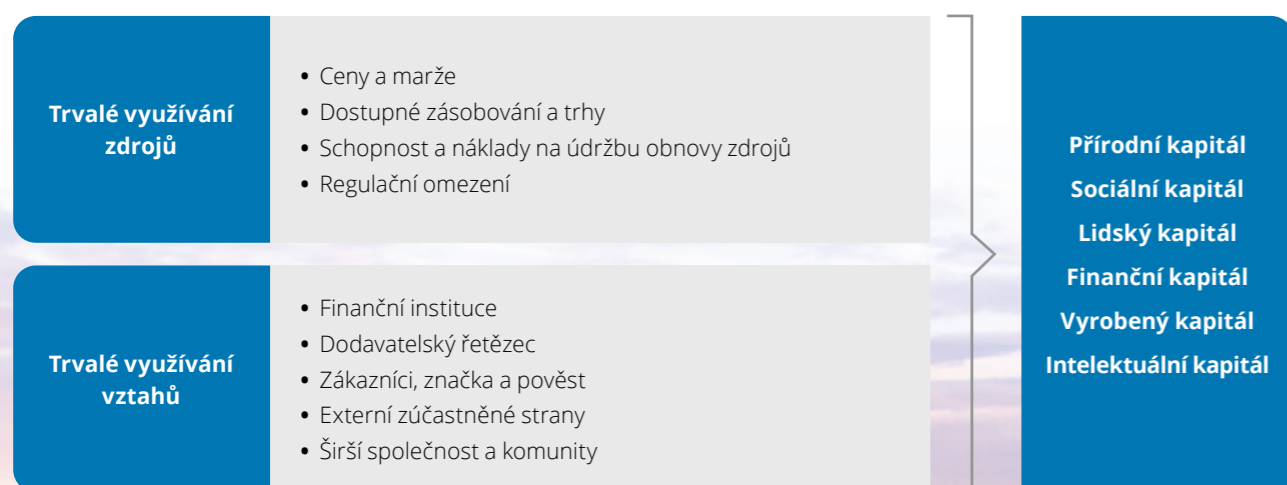 Trvalé využívání
zdrojů
• Ceny a marže
• Dostupné zásobování a trhy
• Schopnost a náklady na údržbu obnovy zdrojů
• Regulační omezení
Trvalé využívání
vztahů
• Finanční instituce
• Dodavatelský řetězec
• Zákazníci, značka a pověst
• Externí zúčastněné strany
• Širší společnost a komunity
Přírodní kapitál
Sociální kapitál
Lidský kapitál
Finanční kapitál
Vyrobený kapitál
Intelektuální kapitál